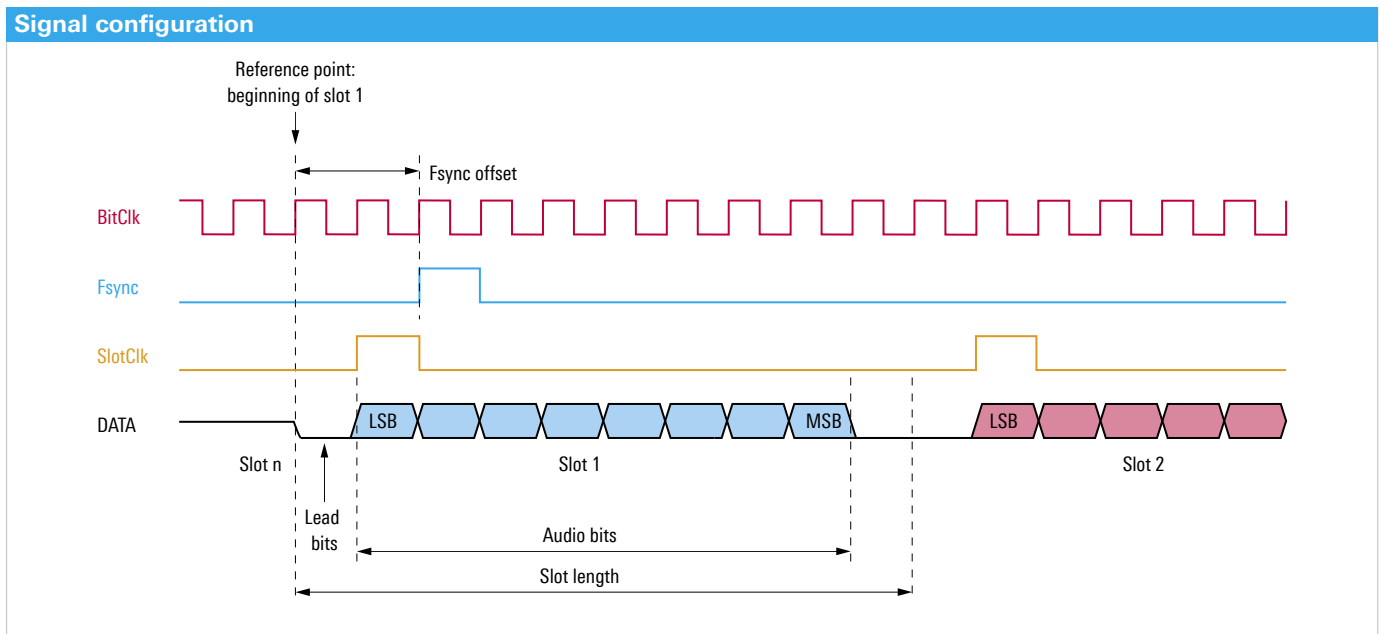 Signal configuration
Reference point:
beginning of slot 1
Fsync offset
BitClk
Fsync
SlotClk
DATA
LSB
MSB
LSB
Slot n
Slot 1
Slot 2
Lead
bits
Audio bits
Slot length